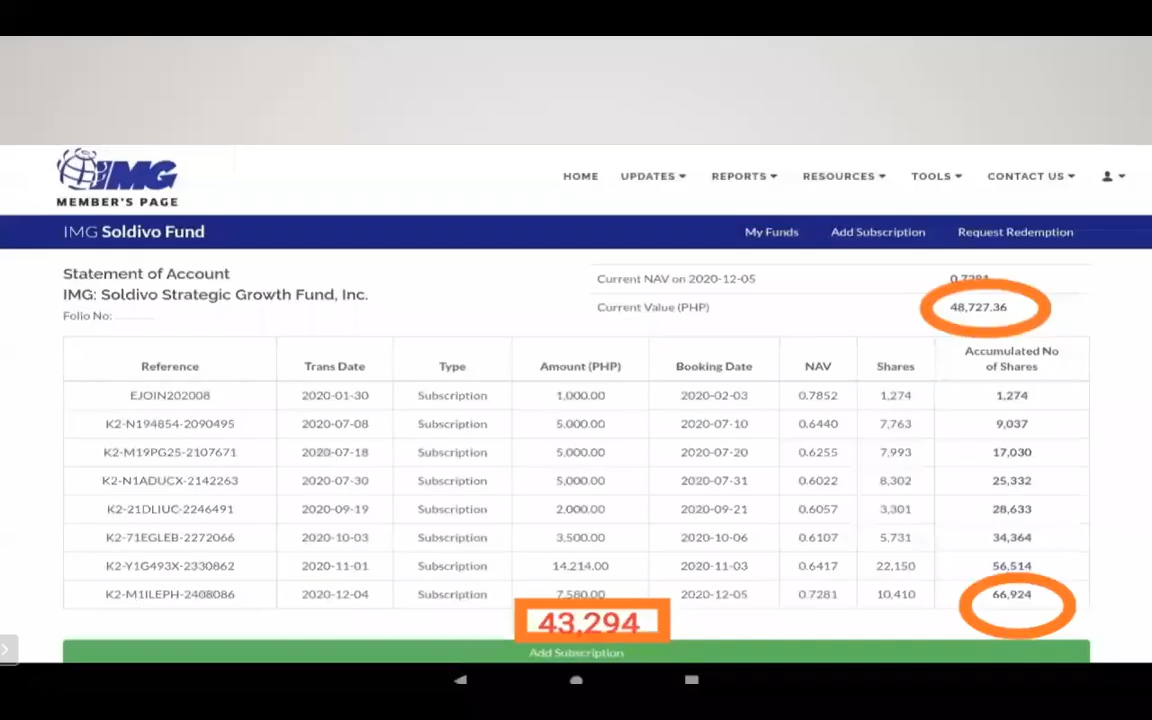 IMG
MEMBER'S PAGE
HOME UPDATES REPORTS RESOURCES TOOLS CONTACT US
IMG Soldivo Fund My Funds Add Subscription Request Redemption
Statement of Account
IMG: Soldivo Strategic Growth Fund, Inc.
Folio No:
Current NAV on 2020-12-05 0.7281
Current Value (PHP) 48,727.36
Reference Trans Date Type Amount (PHP) Booking Date NAV Shares Accumulated No of Shares
EJOIN202008 2020-01-30 Subscription 1,000.00 2020-02-03 0.7852 1,274 1,274
K2-N194854-2090495 2020-07-08 Subscription 5,000.00 2020-07-10 0.6440 7,763 9,037
K2-M19PG25-2107671 2020-07-18 Subscription 5,000.00 2020-07-20 0.6255 7,993 17,030
K2-N1ADUCX-2142263 2020-07-30 Subscription 5,000.00 2020-07-31 0.6022 8,302 25,332
K2-21DLIUC-2246491 2020-09-19 Subscription 2,000.00 2020-09-21 0.6057 3,301 28,633
K2-71EGLEB-2272066 2020-10-03 Subscription 3,500.00 2020-10-06 0.6107 5,731 34,364
K2-Y1G493X-2330862 2020-11-01 Subscription 14,214.00 2020-11-03 0.6417 22,150 56,514
K2-M1ILEPH-2408086 2020-12-04 Subscription 7,580.00 2020-12-05 0.7281 10,410 66,924
43,294
Add Subscription